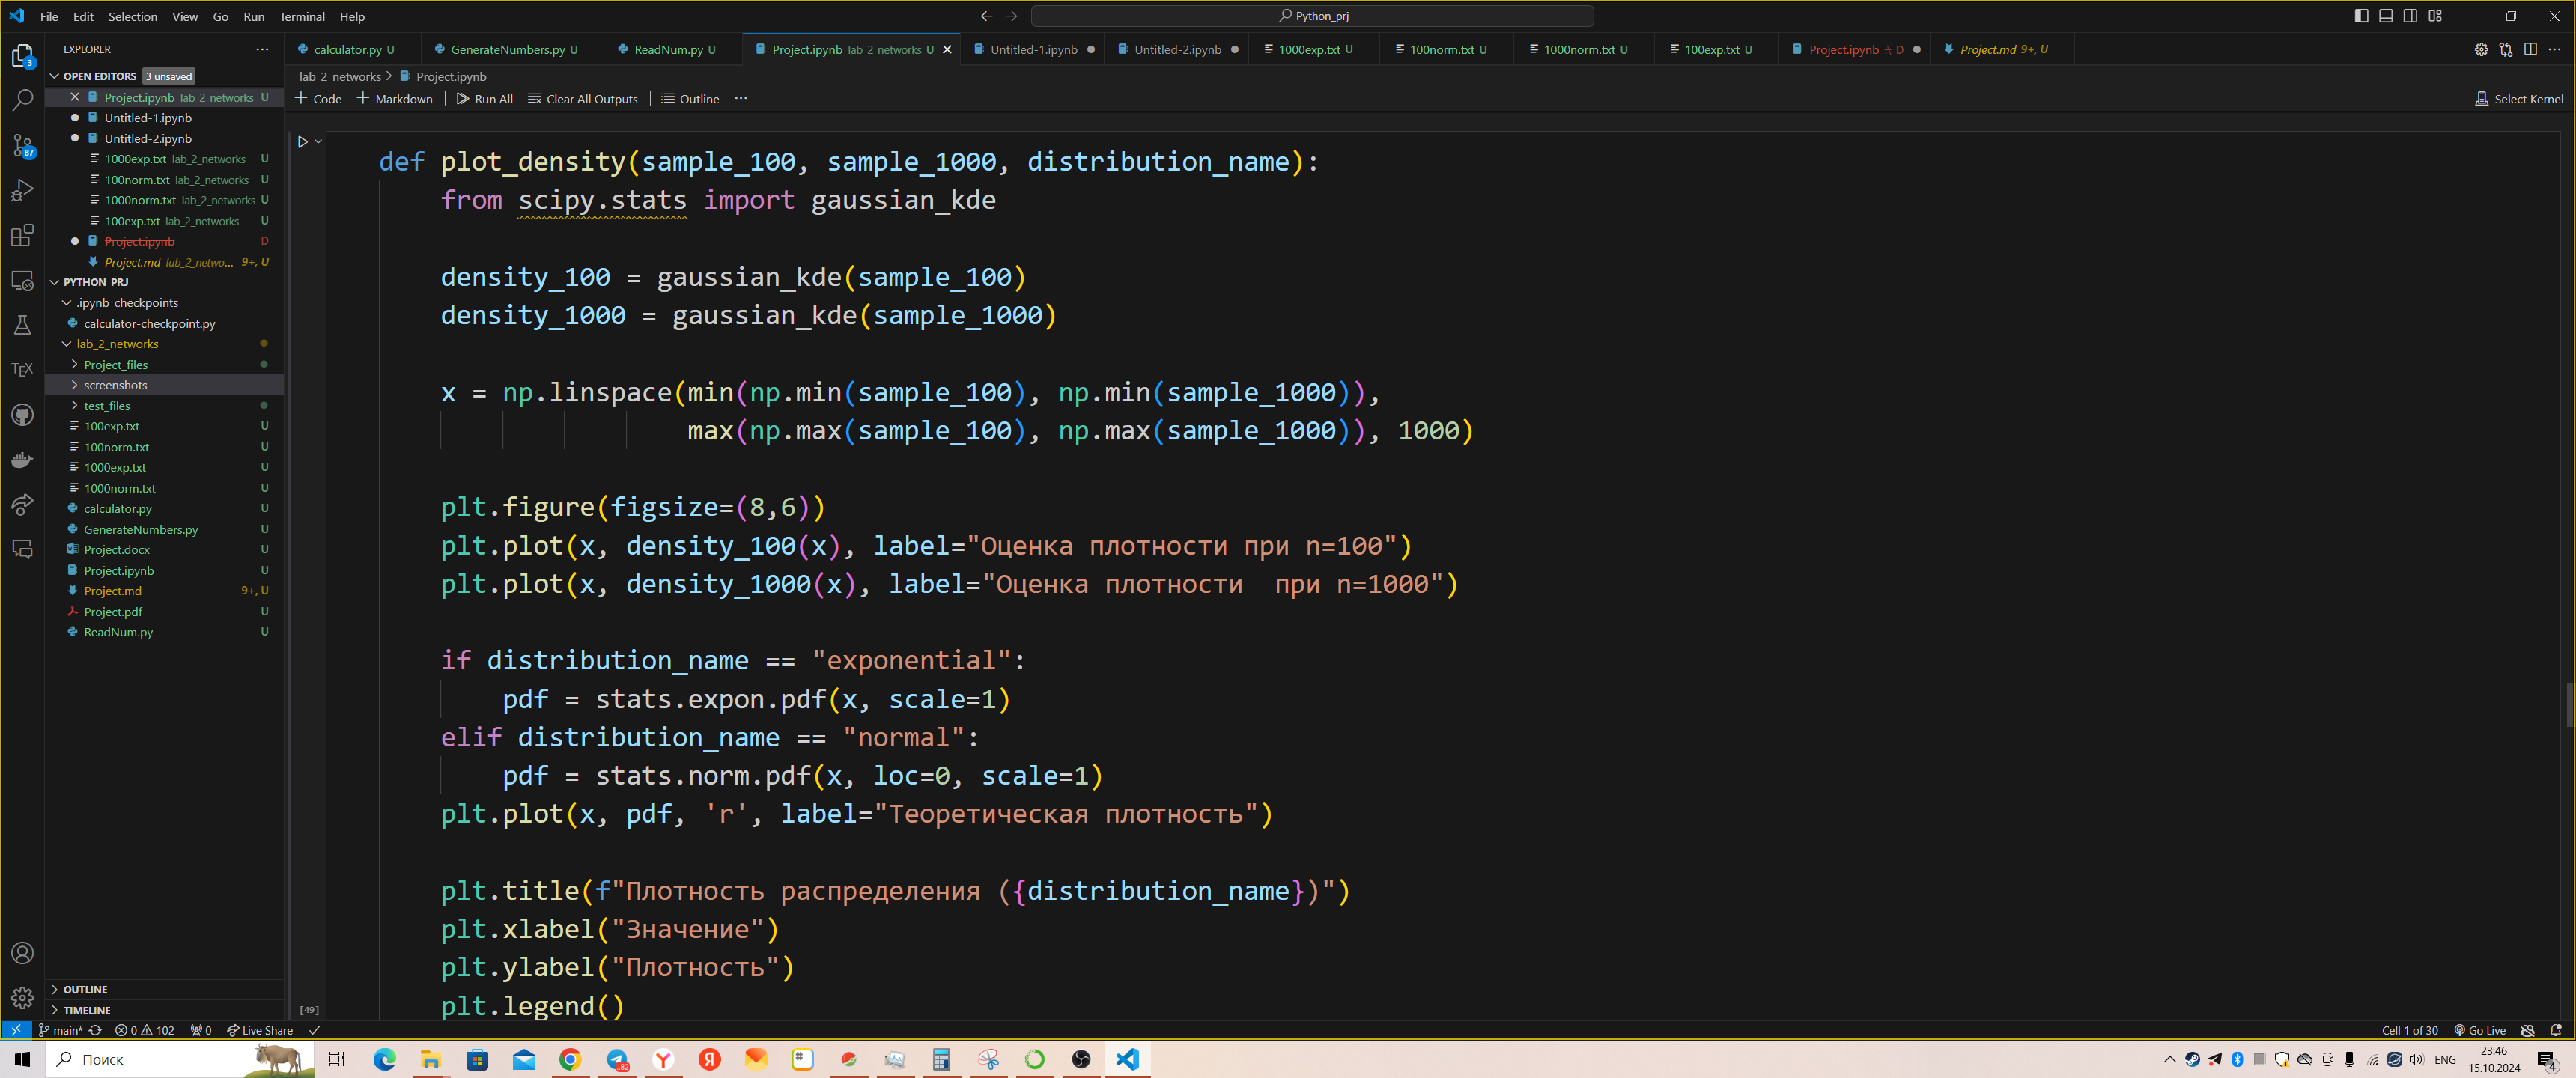 File Edit Selection View Go Run Terminal Help
Python_prj
EXPLORER
calculator.py U
GenerateNumbers.py U
ReadNum.py U
Project.ipynb lab_2_networks U
Untitled-1.ipynb
Untitled-2.ipynb
1000exp.txt U
100norm.txt U
1000norm.txt U
100exp.txt U
Project.ipynb D
Project.md 9+, U
OPEN EDITORS 3 unsaved
lab_2_networks > Project.ipynb
Project.ipynb lab_2_networks U
Code
Markdown
Run All
Clear All Outputs
Outline
Select Kernel
Untitled-1.ipynb
Untitled-2.ipynb
1000exp.txt lab_2_networks U
100norm.txt lab_2_networks U
1000norm.txt lab_2_networks U
100exp.txt lab_2_networks U
Project.ipynb D
Project.md lab_2_netwo... 9+, U
PYTHON_PRJ
.ipynb_checkpoints
calculator-checkpoint.py
lab_2_networks
Project_files
screenshots
test_files
100exp.txt U
100norm.txt U
1000exp.txt U
1000norm.txt U
calculator.py U
GenerateNumbers.py U
Project.docx U
Project.ipynb U
Project.md 9+, U
Project.pdf U
ReadNum.py U
OUTLINE
TIMELINE
3
87
TEX
def plot_density(sample_100, sample_1000, distribution_name):
from scipy.stats import gaussian_kde
density_100 = gaussian_kde(sample_100)
density_1000 = gaussian_kde(sample_1000)
x = np.linspace(min(np.min(sample_100), np.min(sample_1000)),
max(np.max(sample_100), np.max(sample_1000)), 1000)
plt.figure(figsize=(8,6))
plt.plot(x, density_100(x), label="Оценка плотности при n=100")
plt.plot(x, density_1000(x), label="Оценка плотности  при n=1000")
if distribution_name == "exponential":
pdf = stats.expon.pdf(x, scale=1)
elif distribution_name == "normal":
pdf = stats.norm.pdf(x, loc=0, scale=1)
plt.plot(x, pdf, 'r', label="Теоретическая плотность")
plt.title(f"Плотность распределения ({distribution_name})")
plt.xlabel("Значение")
plt.ylabel("Плотность")
plt.legend()
[49]
main* 0 102 0 Live Share
Cell 1 of 30 Go Live
Поиск
82
ENG
23:46
15.10.2024
4